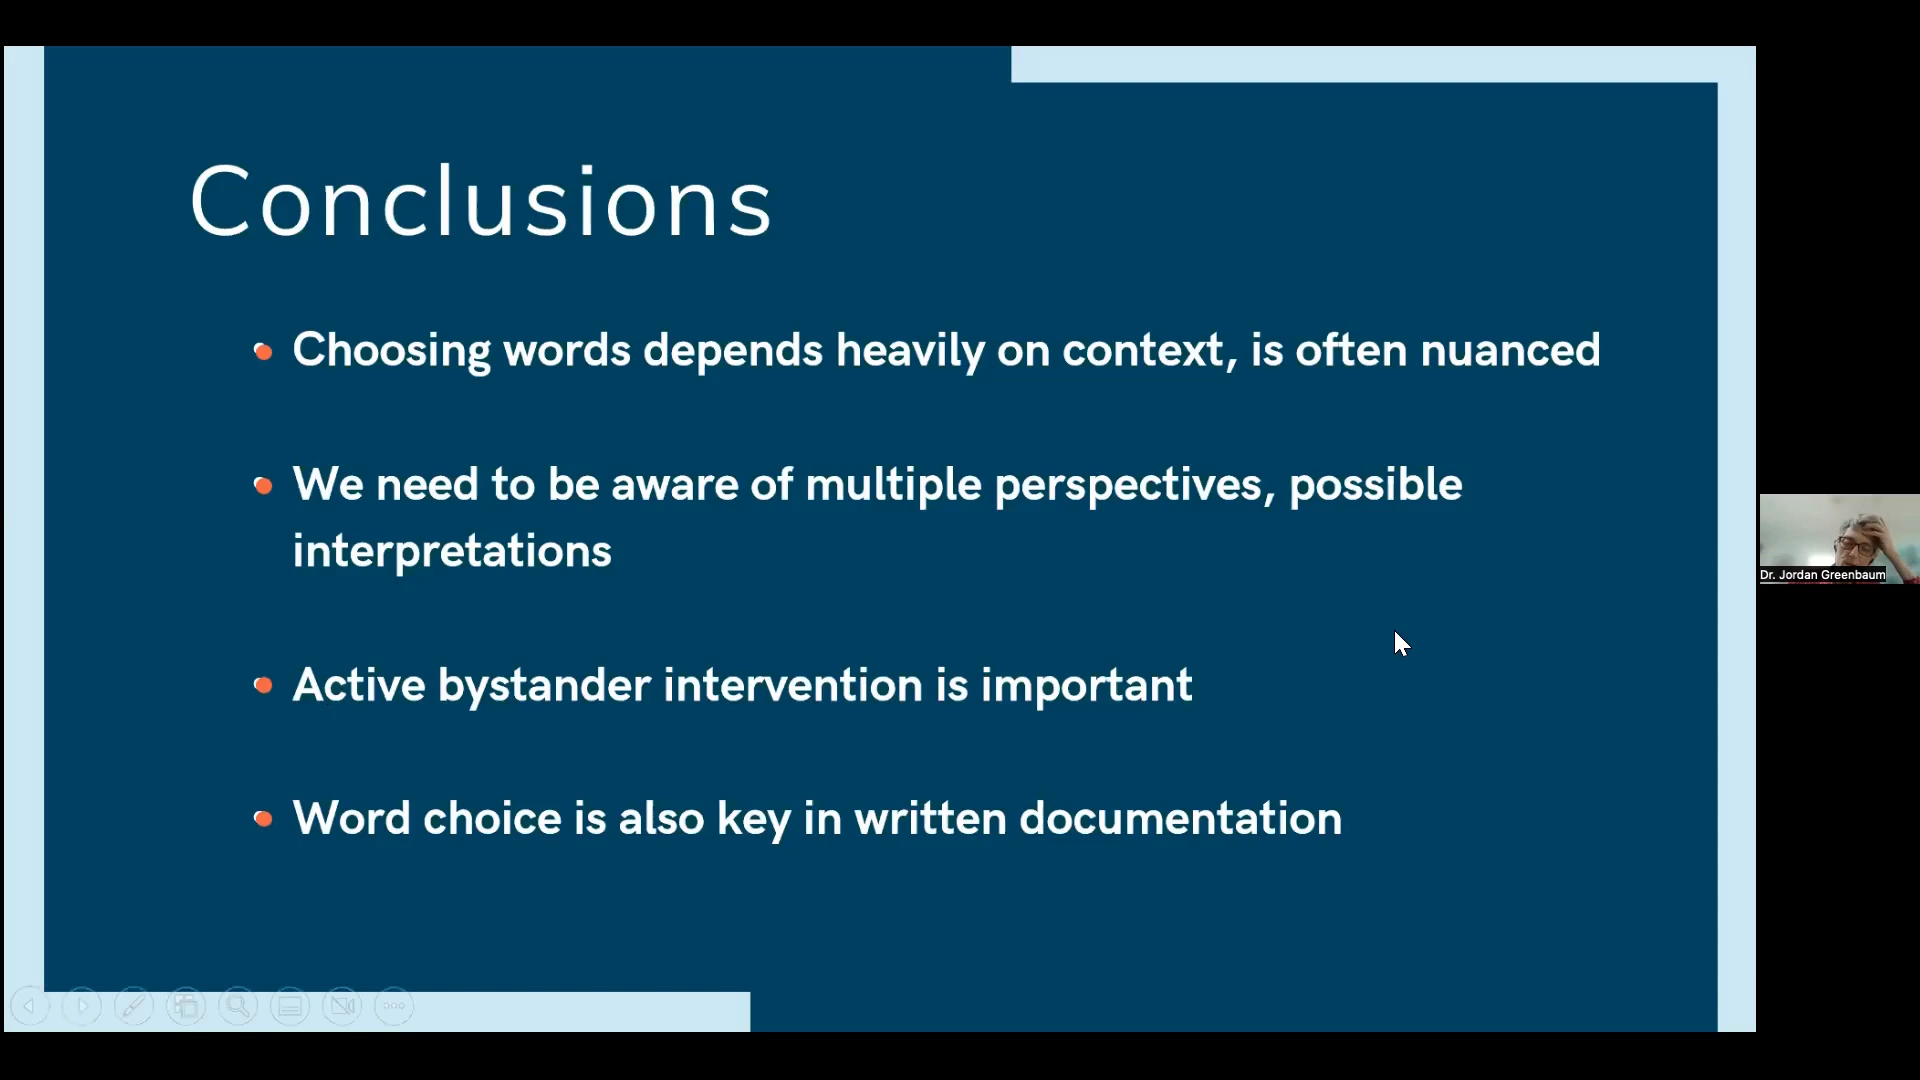 Conclusions
Choosing words depends heavily on context, is often nuanced
We need to be aware of multiple perspectives, possible
interpretations
Active bystander intervention is important
Word choice is also key in written documentation
Dr. Jordan Greenbaum